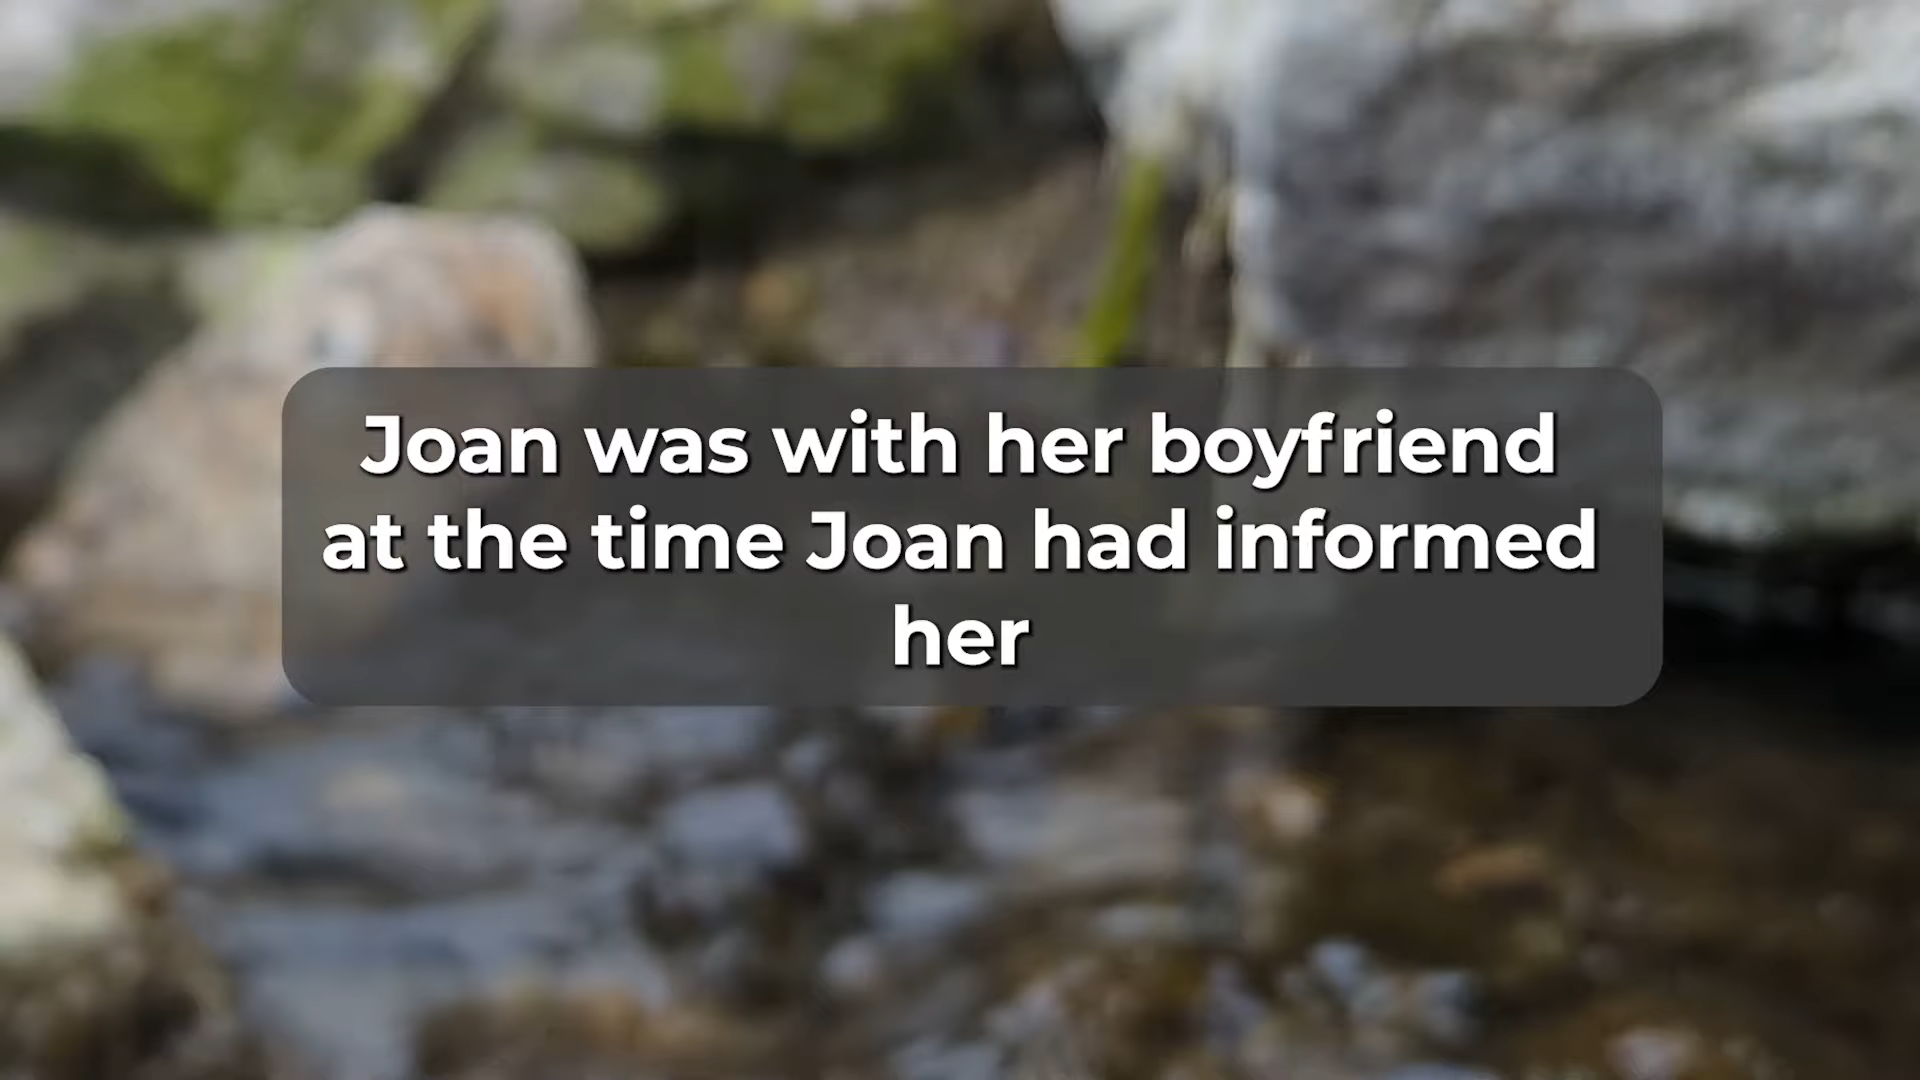 Joan was with her boyfriend
at the time Joan had informed
her